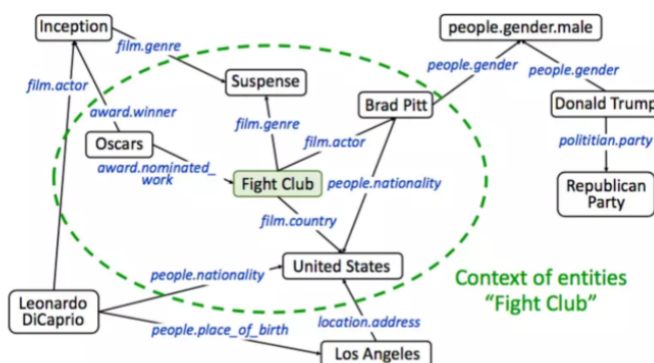 Inception
people.gender.male
film.genre
film.actor
Suspense
people.gender
people.gender
Brad Pitt
Donald Trump
award.winner
film.genre
film.actor
Oscars
polititian.party
award.nominated_
work
Fight Club
people.nationality
Republican
Party
film.country
people.nationality
United States
Context of entities
"Fight Club"
Leonardo
DiCaprio
people.place_of_birth
location.address
Los Angeles